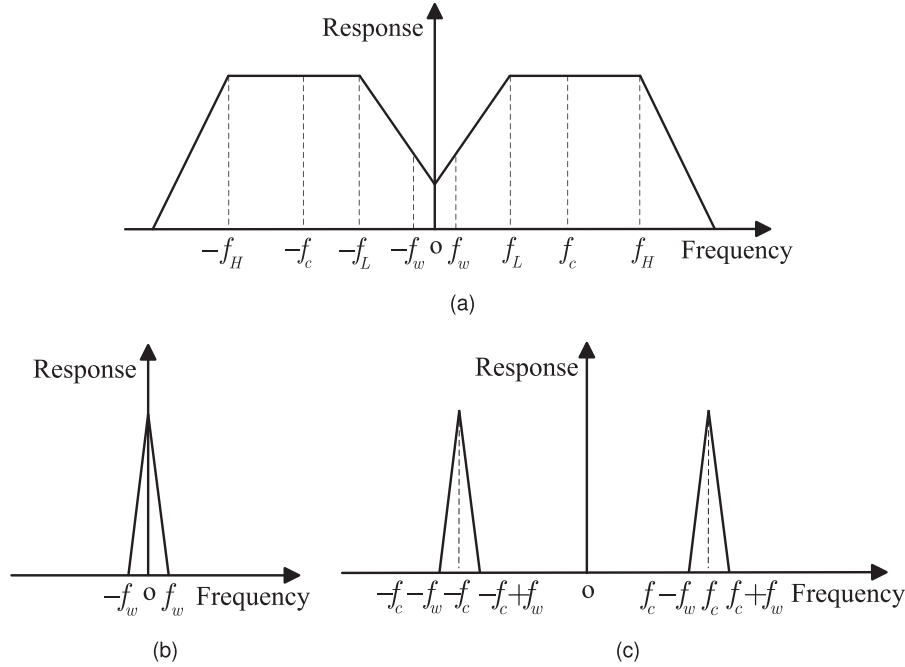 Response
−f_H −f_c −f_L −f_w o f_w f_L f_c f_H Frequency
(a)
Response
−f_w o f_w Frequency
(b)
Response
−f_c−f_w −f_c −f_c+f_w o f_c−f_w f_c f_c+f_w Frequency
(c)